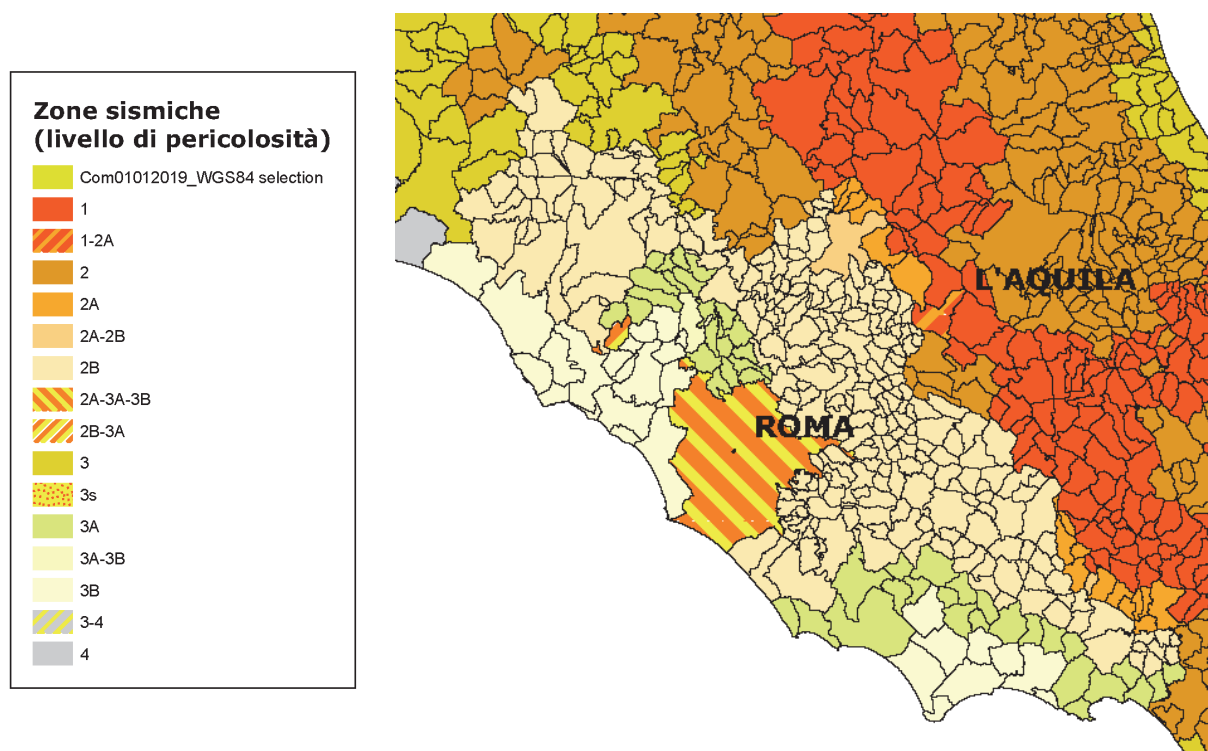 Zone sismiche
(livello di pericolosità)
Com01012019_WGS84 selection
1
1-2A
2
2A
2A-2B
2B
2A-3A-3B
2B-3A
3
3s
3A
3A-3B
3B
3-4
4
L'AQUILA
ROMA